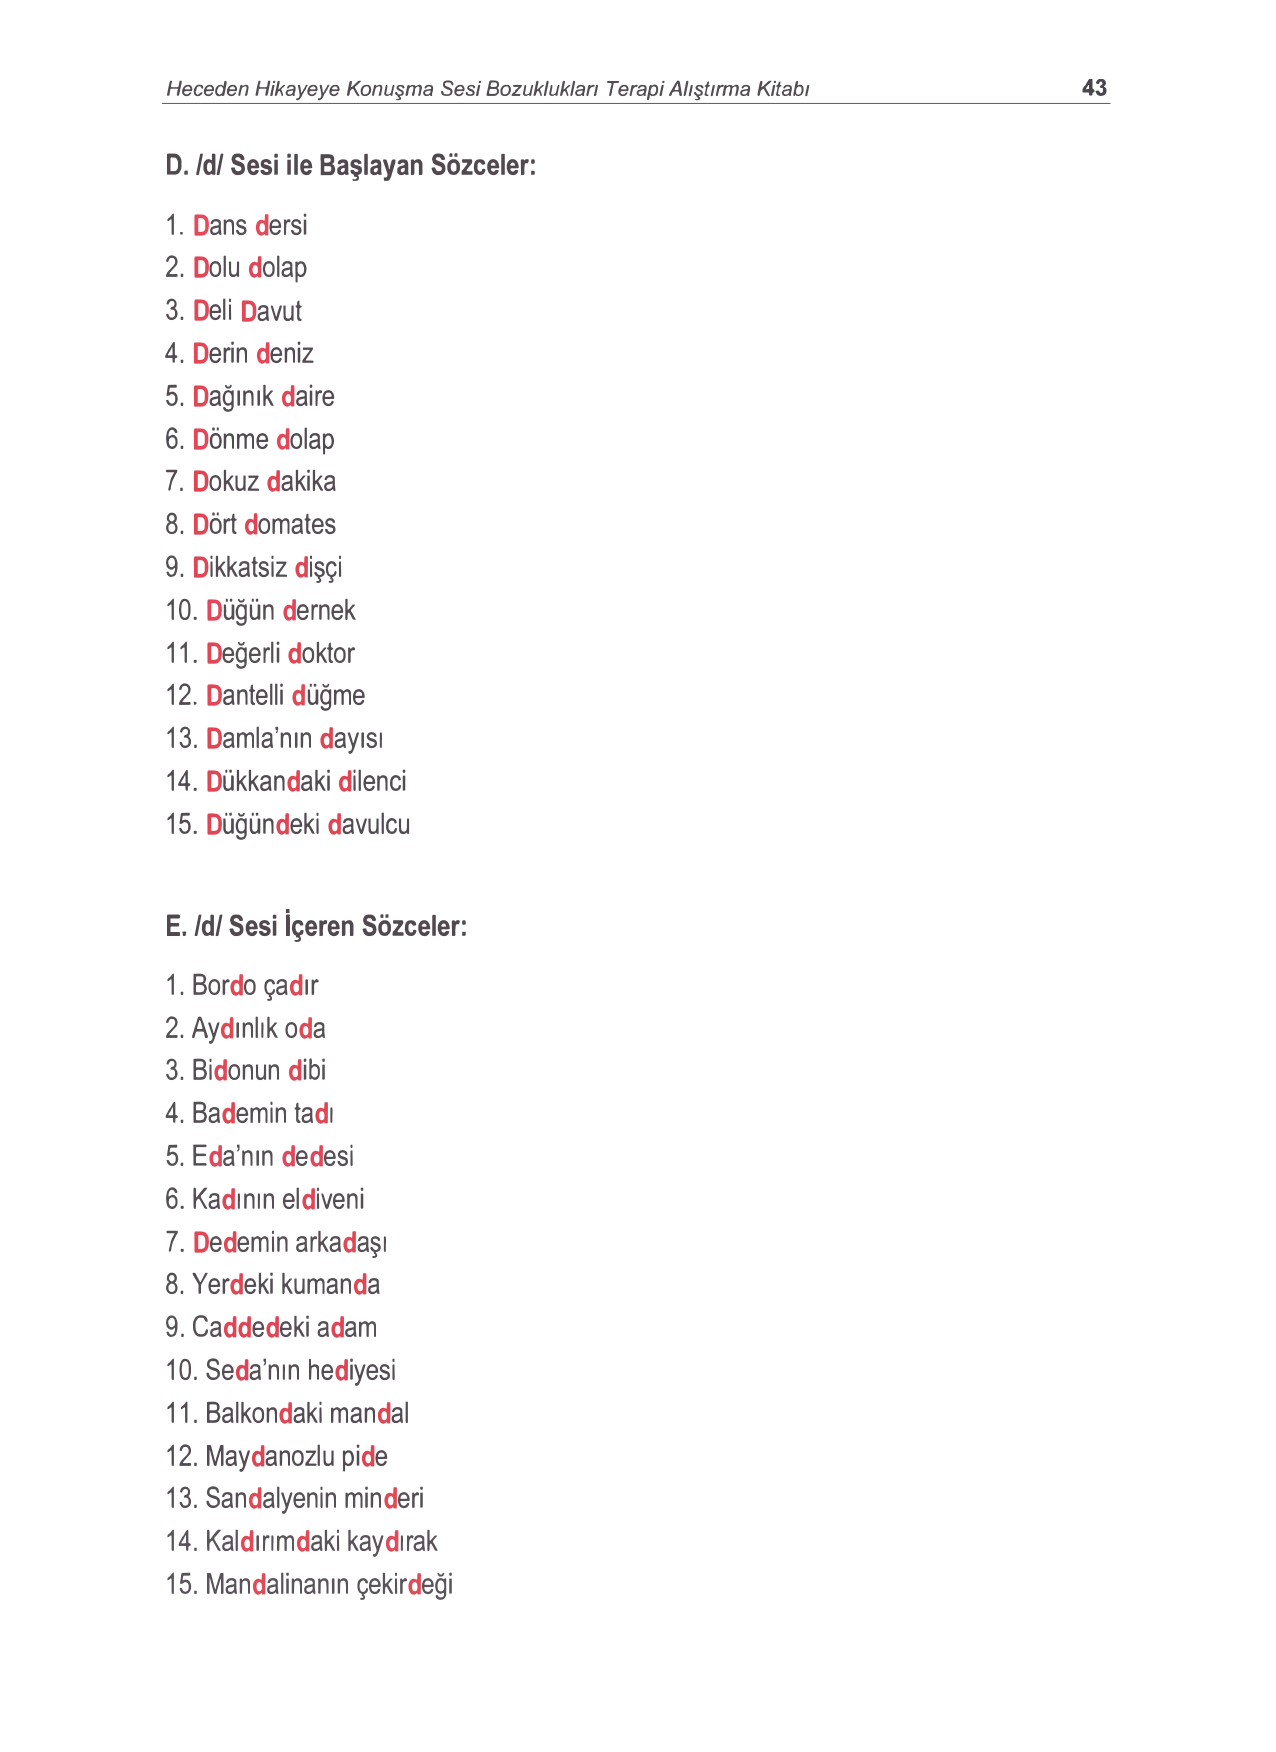 Heceden Hikayeye Konuşma Sesi Bozuklukları Terapi Alıştırma Kitabı 43
D. /d/ Sesi ile Başlayan Sözceler:
1. Dans dersi
2. Dolu dolap
3. Deli Davut
4. Derin deniz
5. Dağınık daire
6. Dönme dolap
7. Dokuz dakika
8. Dört domates
9. Dikkatsiz dişçi
10. Düğün dernek
11. Değerli doktor
12. Dantelli düğme
13. Damla’nın dayısı
14. Dükkandaki dilenci
15. Düğündeki davulcu
E. /d/ Sesi İçeren Sözceler:
1. Bordo çadır
2. Aydınlık oda
3. Bidonun dibi
4. Bademin tadı
5. Eda’nın dedesi
6. Kadının eldiveni
7. Dedemin arkadaşı
8. Yerdeki kumanda
9. Caddedeki adam
10. Seda’nın hediyesi
11. Balkondaki mandal
12. Maydanozlu pide
13. Sandalyenin minderi
14. Kaldırımdaki kaydırak
15. Mandalinanın çekirdeği